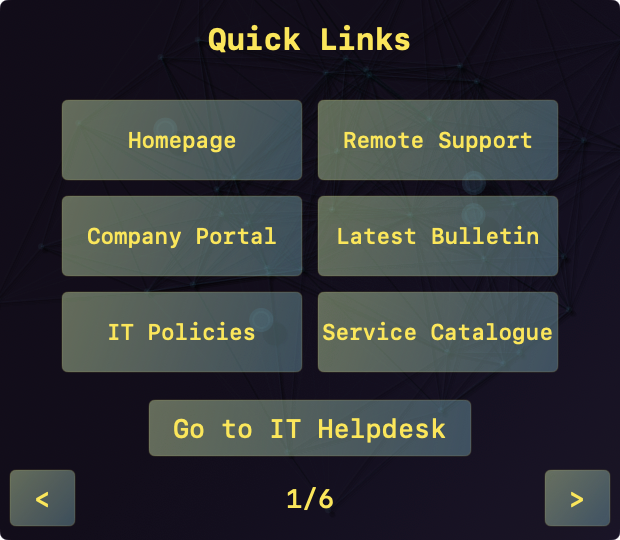 Quick Links
Homepage
Remote Support
Company Portal
Latest Bulletin
IT Policies
Service Catalogue
Go to IT Helpdesk
<
1/6
>